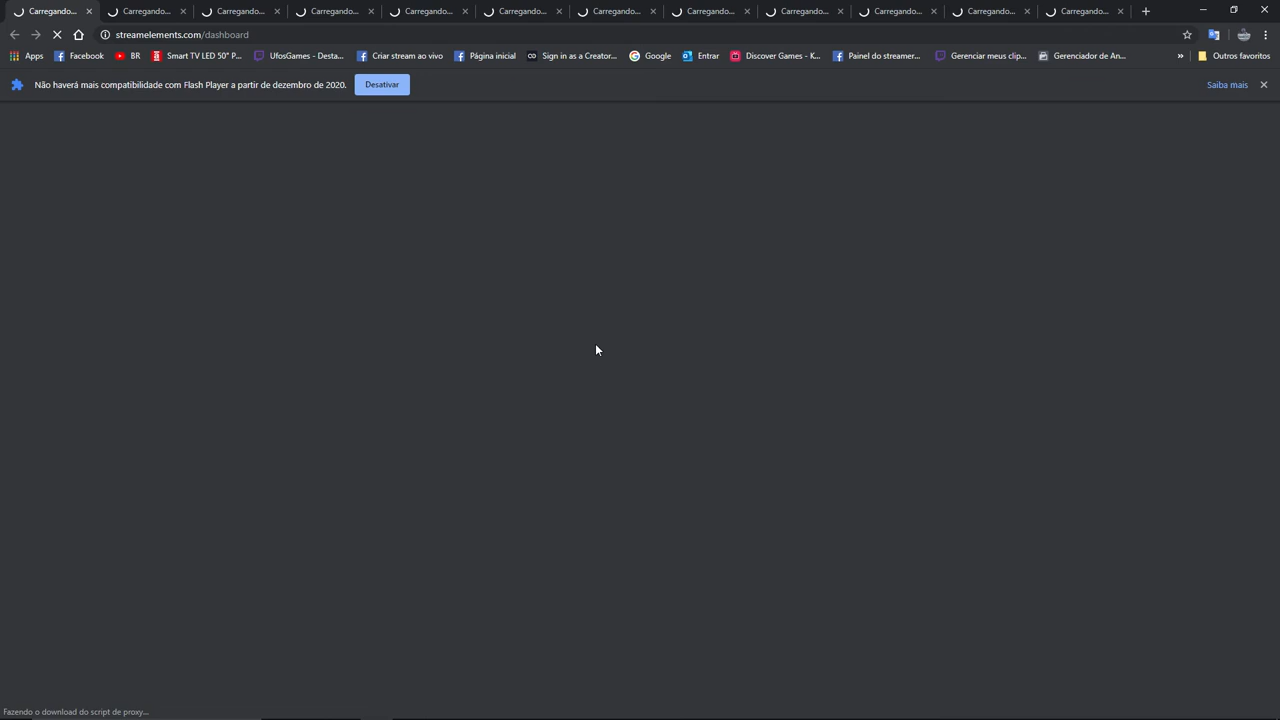 Carregando... Carregando... Carregando... Carregando... Carregando... Carregando... Carregando... Carregando... Carregando... Carregando... Carregando... Carregando...
streamelements.com/dashboard
Apps Facebook BR Smart TV LED 50" P... UfosGames - Desta... Criar stream ao vivo Página inicial Sign in as a Creator... Google Entrar Discover Games - K... Painel do streamer... Gerenciar meus clip... Gerenciador de An... » Outros favoritos
Não haverá mais compatibilidade com Flash Player a partir de dezembro de 2020. Desativar Saiba mais
Fazendo o download do script de proxy...